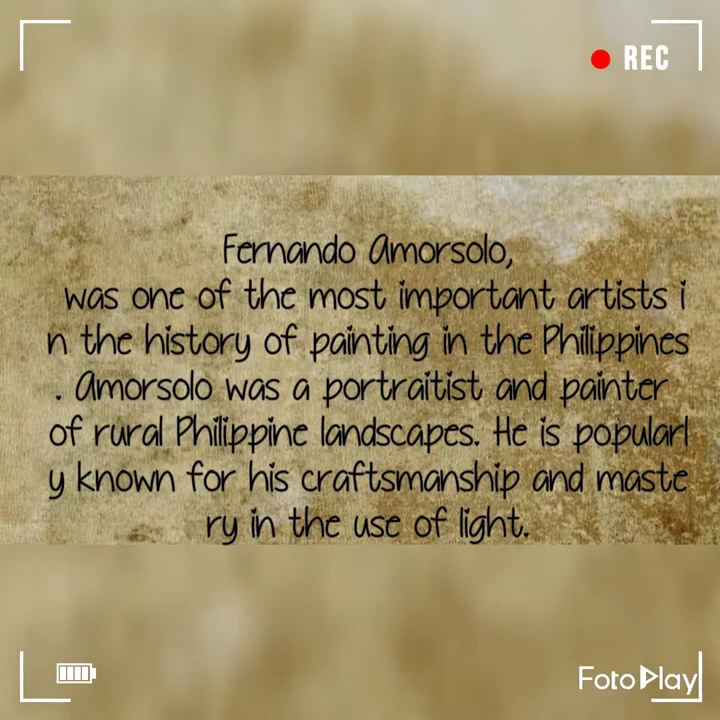 REC
Fernando Amorsolo,
was one of the most important artists i
n the history of painting in the Philippines
. Amorsolo was a portraitist and painter
of rural Philippine landscapes. He is popularl
y known for his craftsmanship and maste
ry in the use of light.
FotoPlay